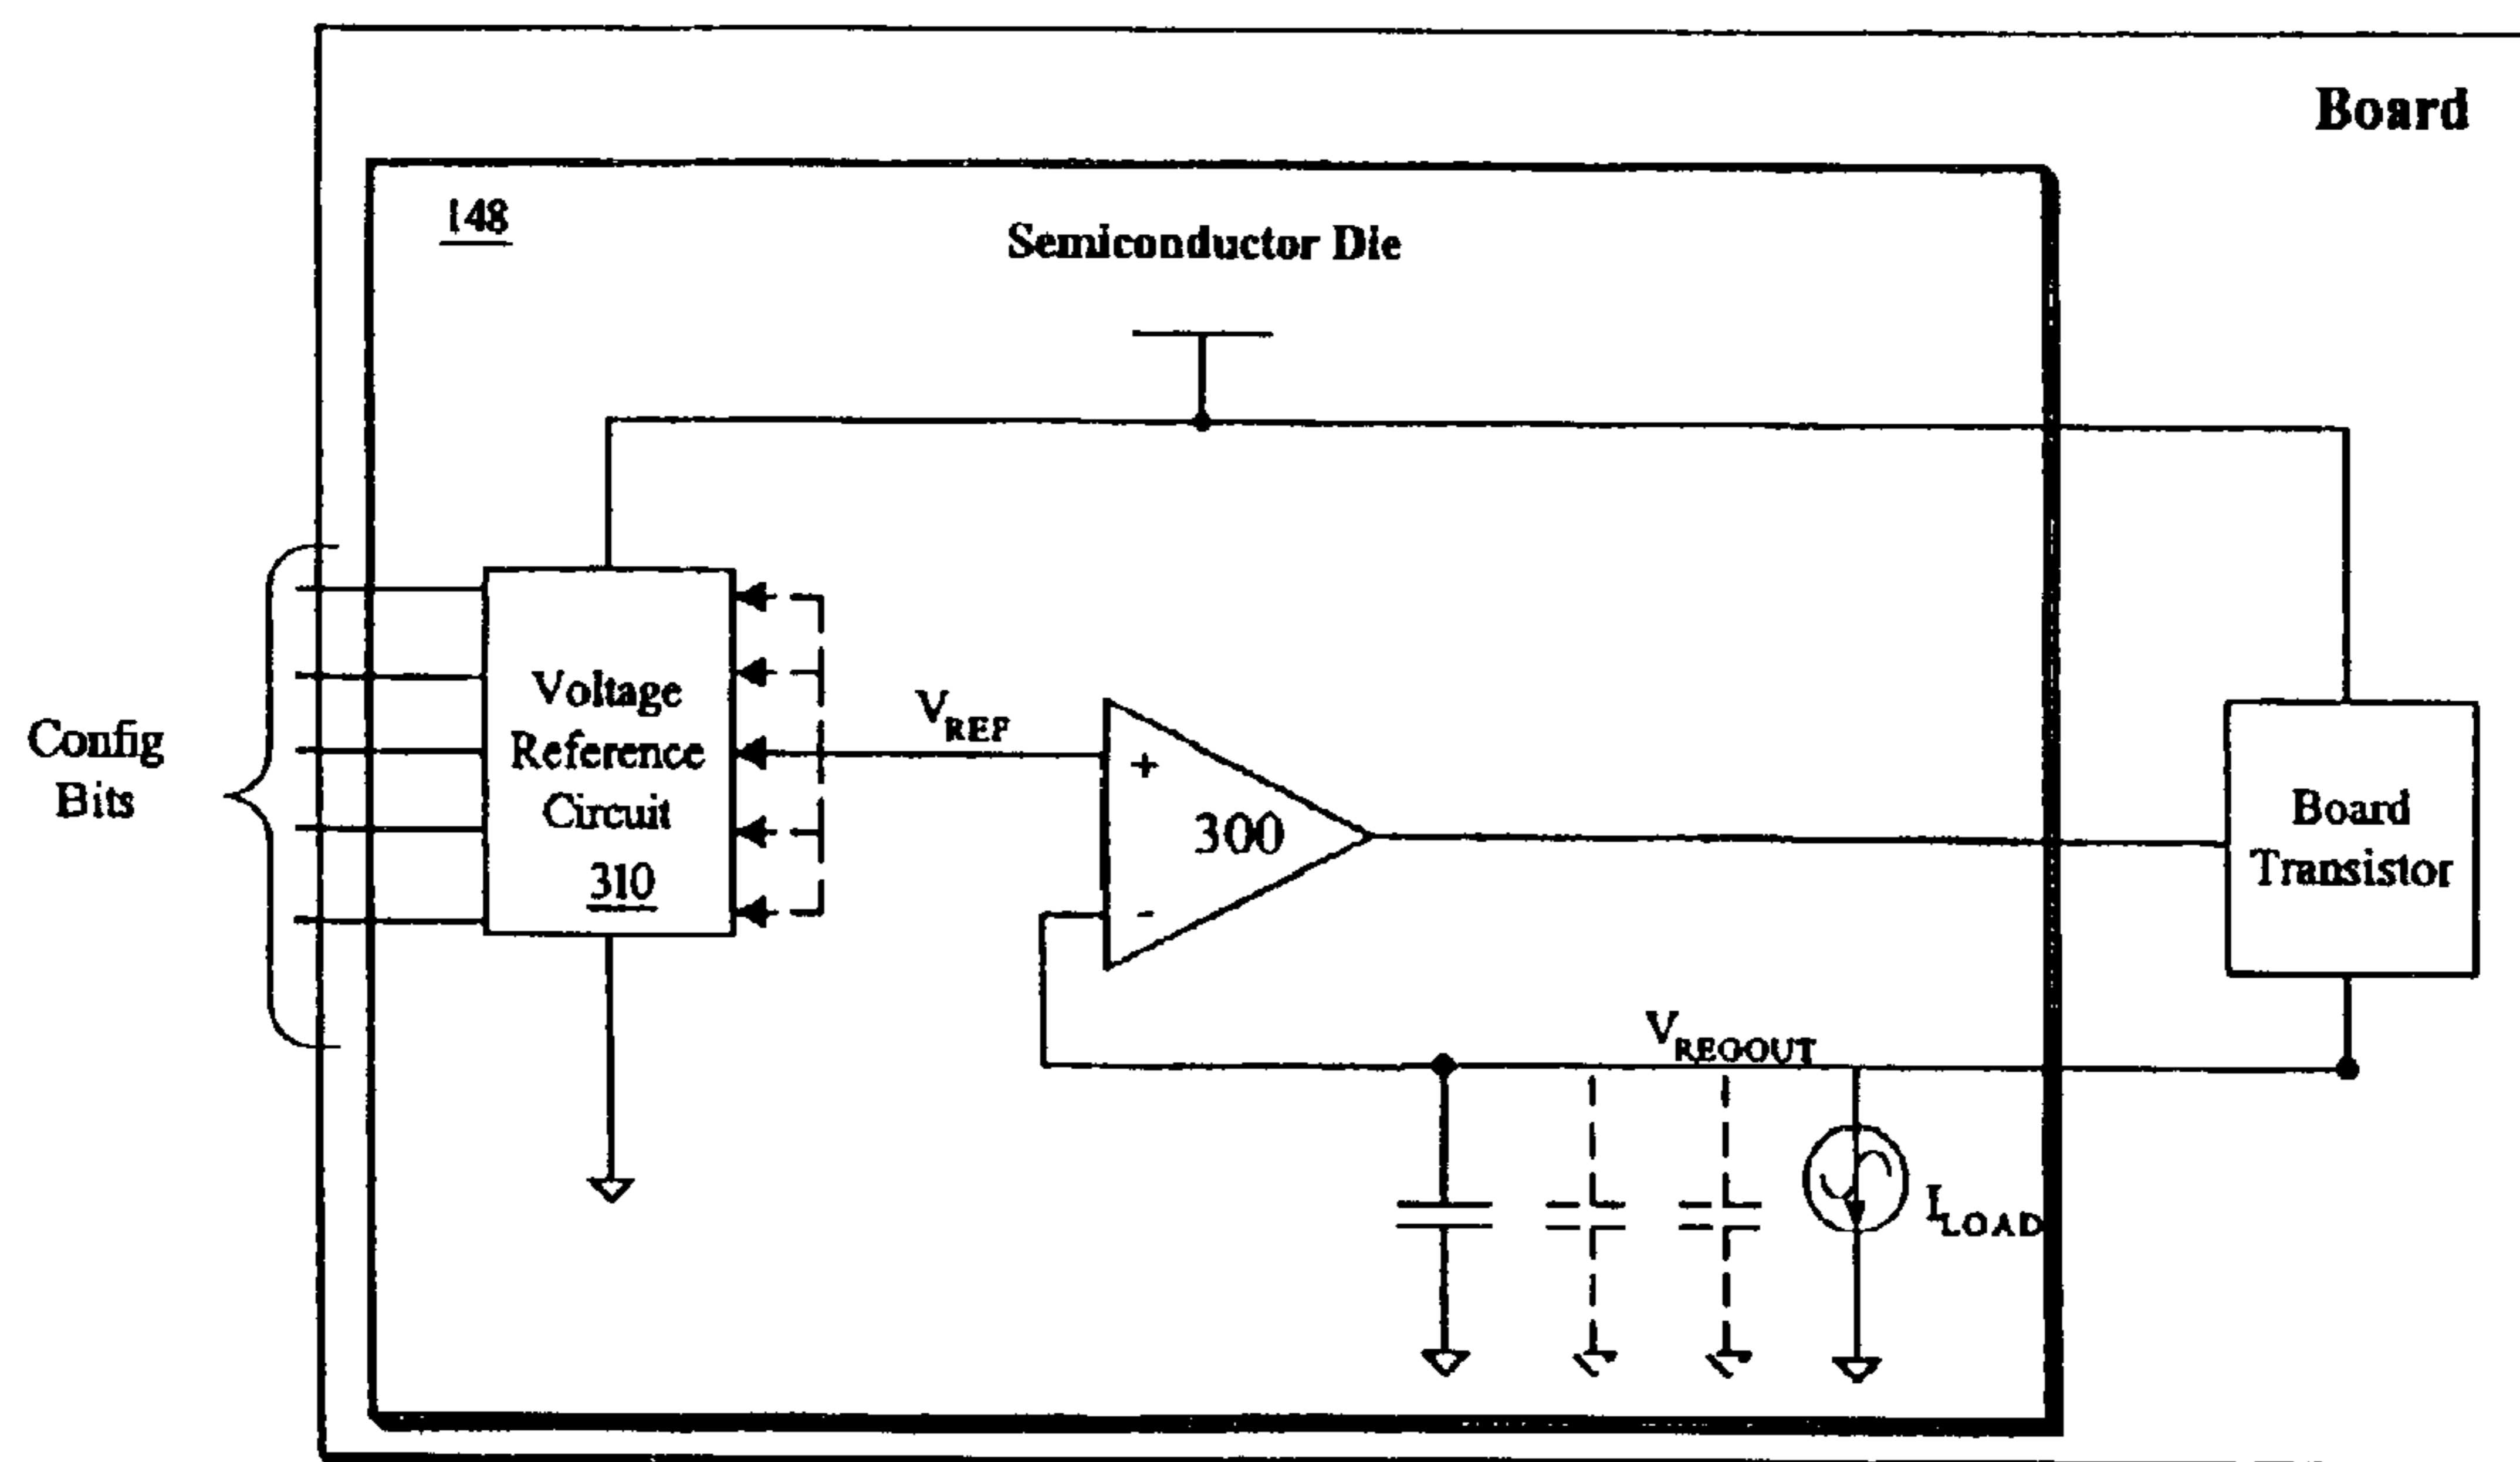 Board
148
Semiconductor Die
Config
Bits
Voltage
Reference
Circuit
310
VREF
+
300
-
Board
Transistor
VREGOUT
ILOAD